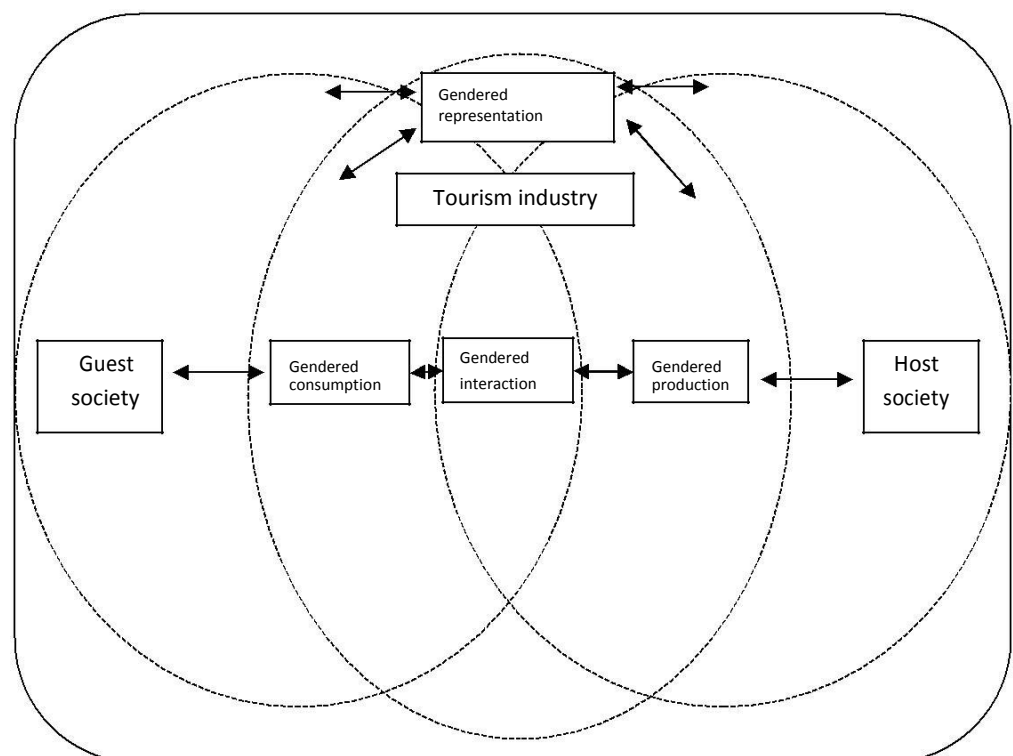 Gendered
representation
Tourism industry
Guest
society
Gendered
consumption
Gendered
interaction
Gendered
production
Host
society